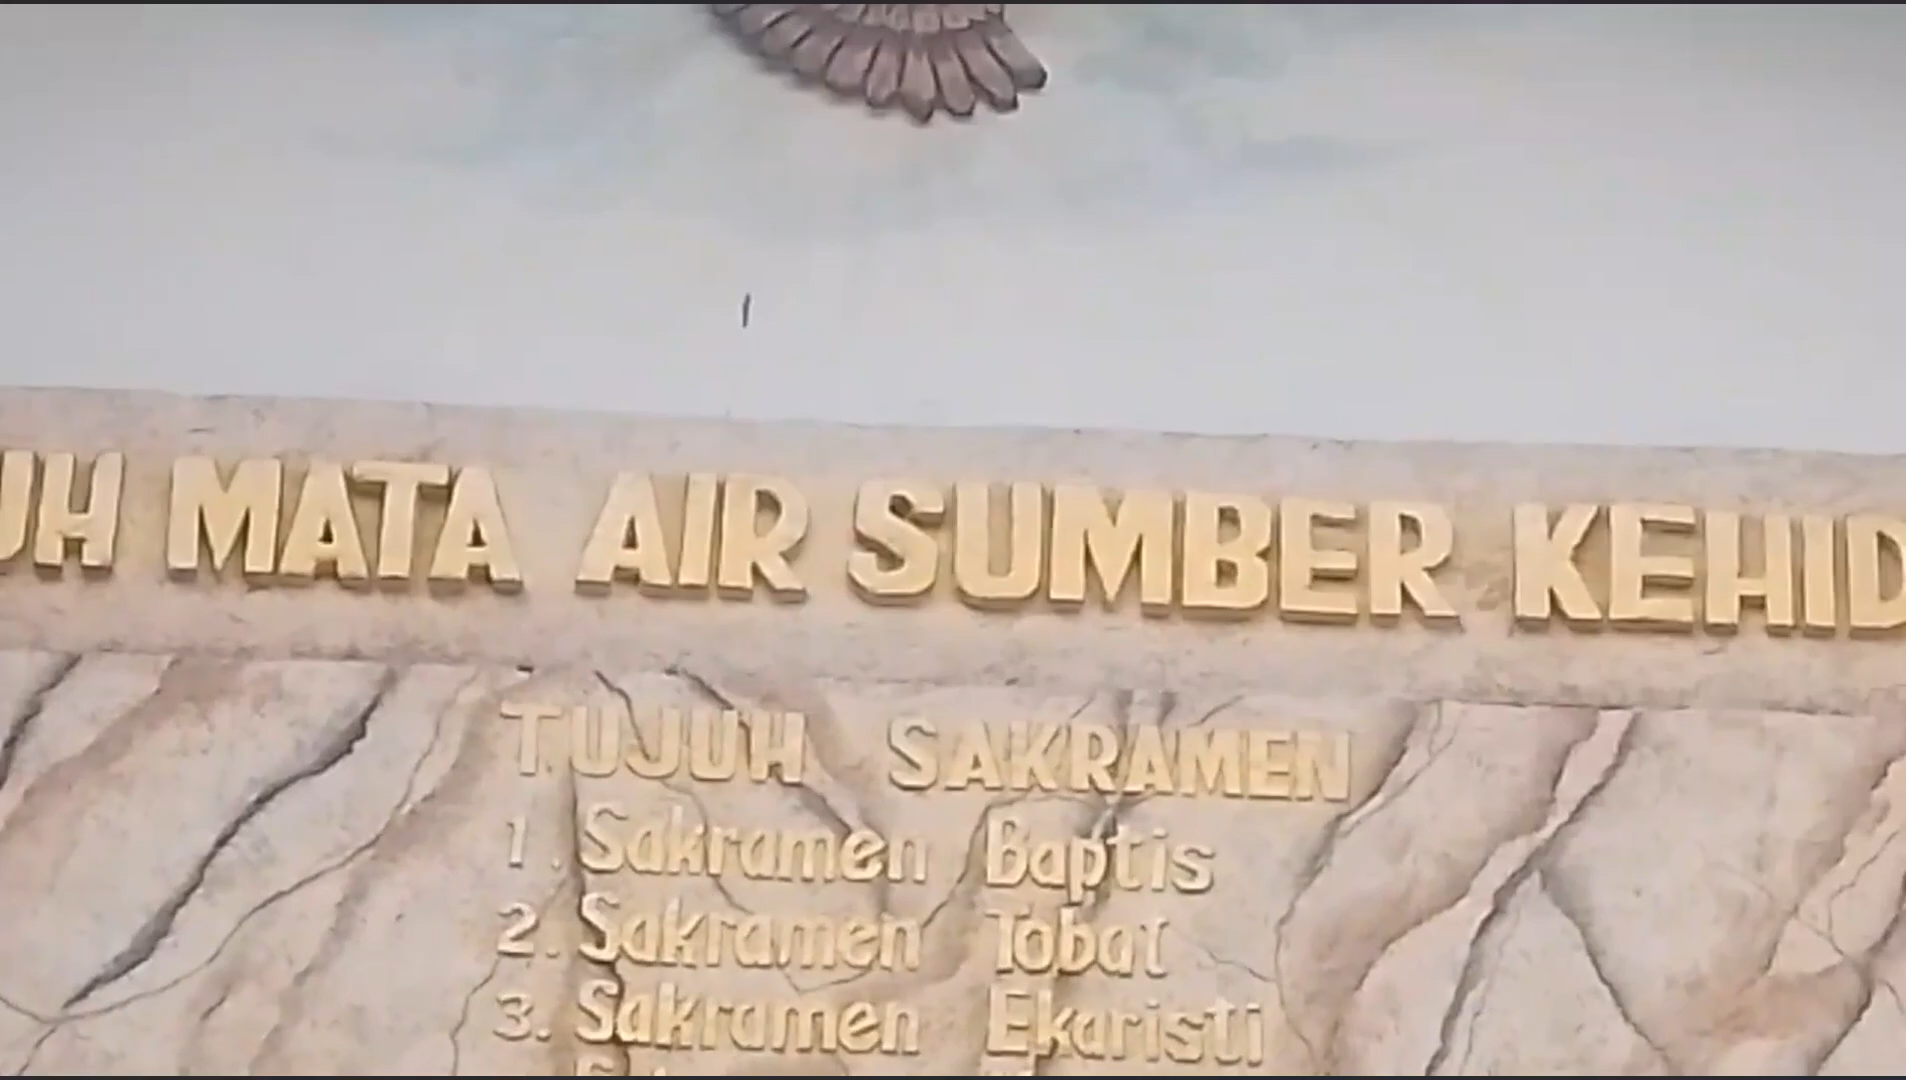 UH MATA AIR SUMBER KEHID
TUJUH SAKRAMEN
1. Sakramen Baptis
2. Sakramen Tobat
3. Sakramen Ekaristi